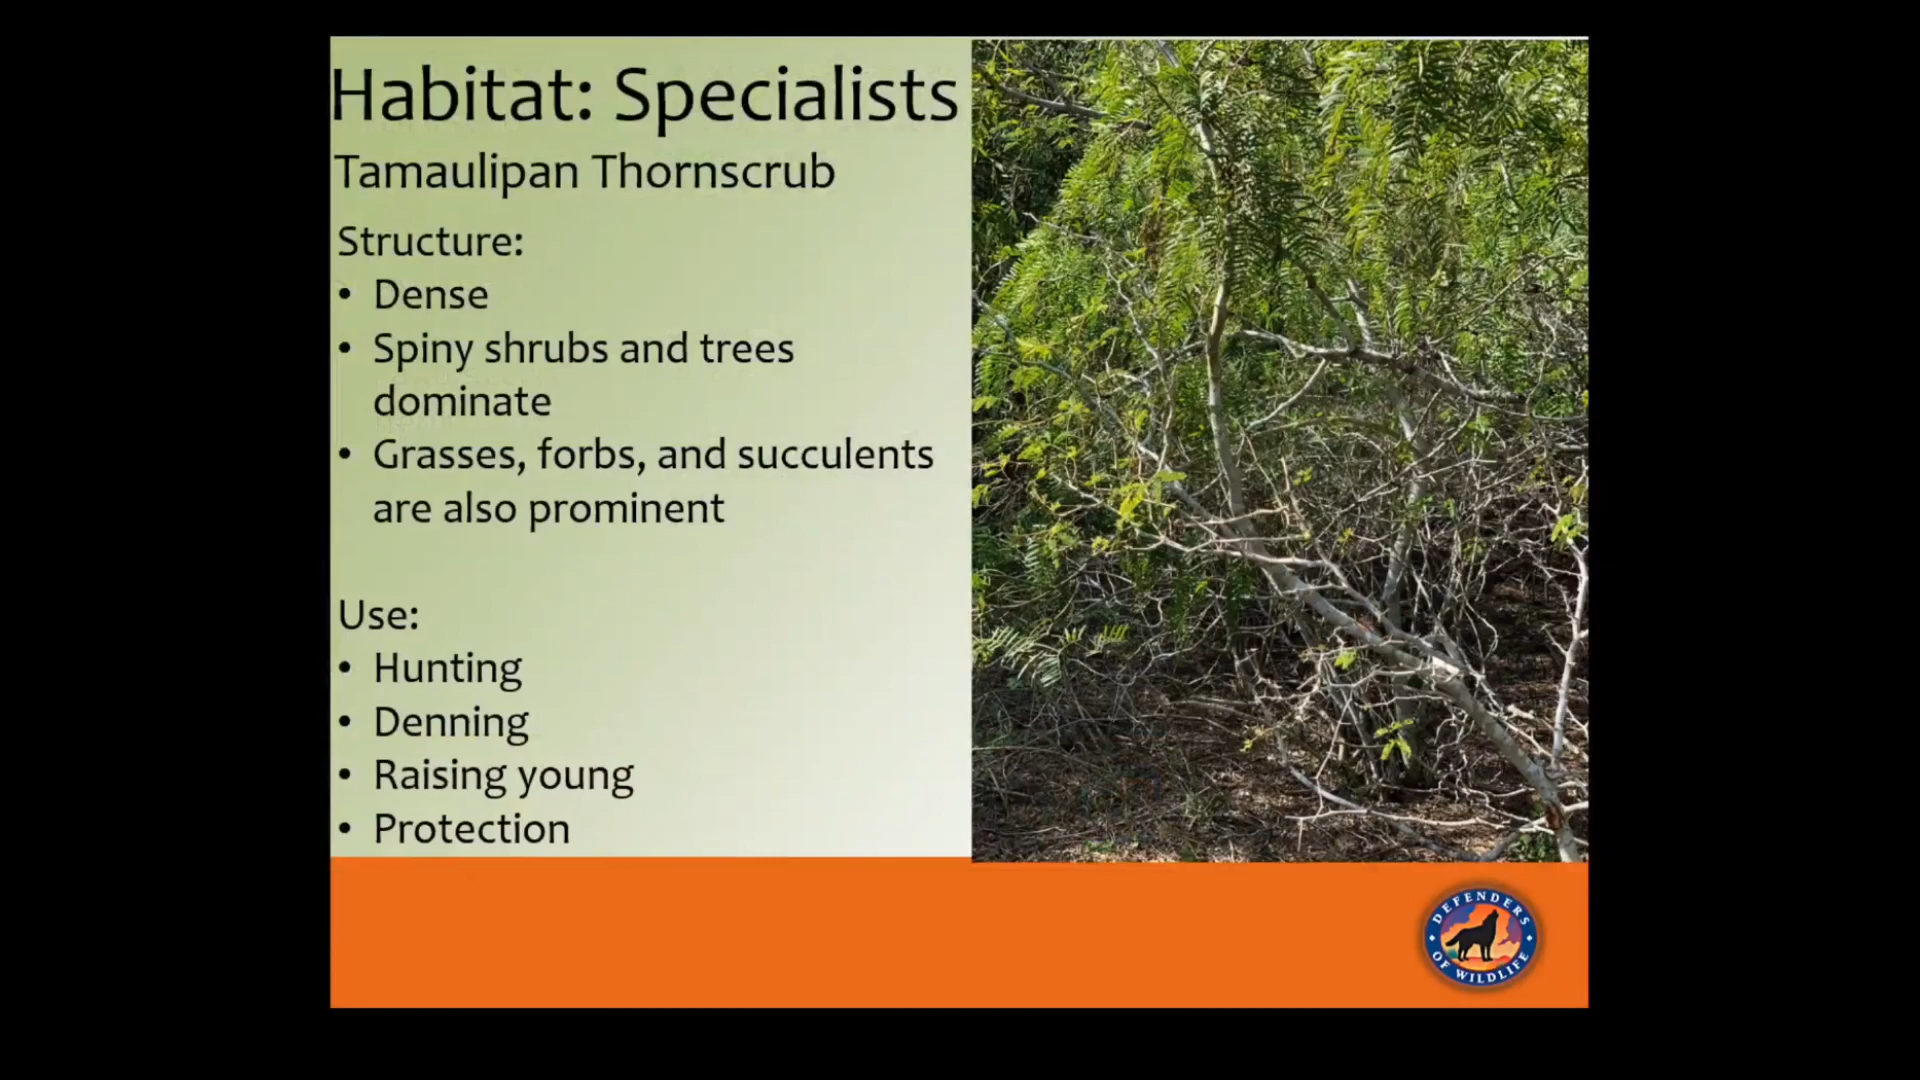 Habitat: Specialists
Tamaulipan Thornscrub
Structure:
• Dense
• Spiny shrubs and trees
dominate
• Grasses, forbs, and succulents
are also prominent
Use:
• Hunting
• Denning
• Raising young
• Protection
DEFENDERS
OF WILDLIFE